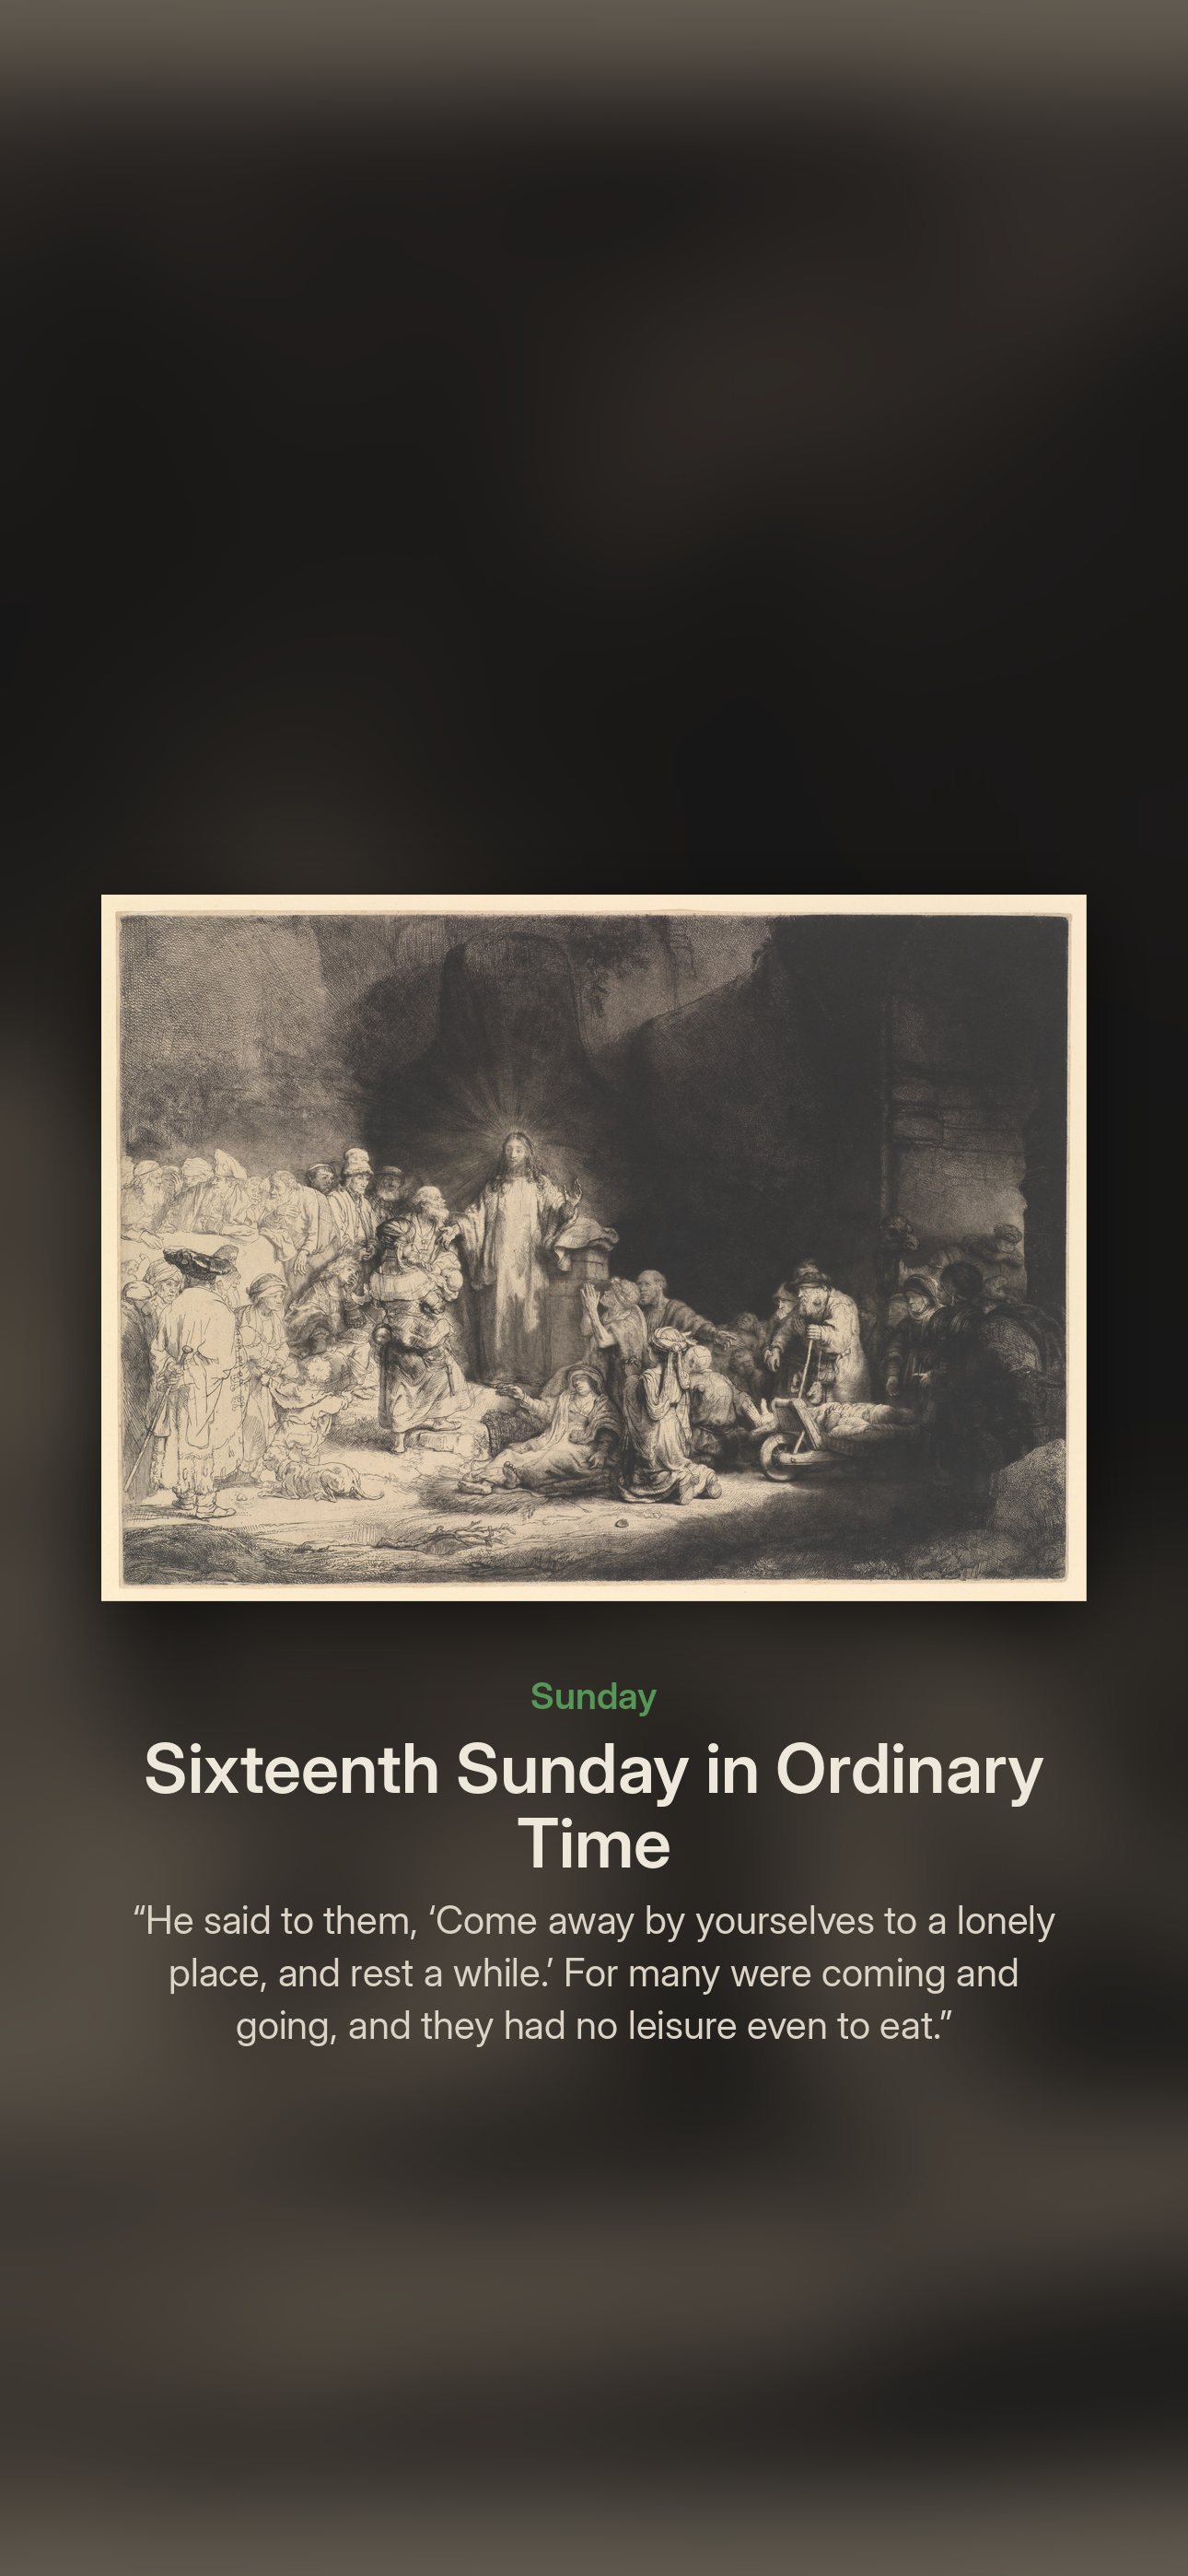 Sunday
Sixteenth Sunday in Ordinary
Time
“He said to them, ‘Come away by yourselves to a lonely
place, and rest a while.’ For many were coming and
going, and they had no leisure even to eat.”